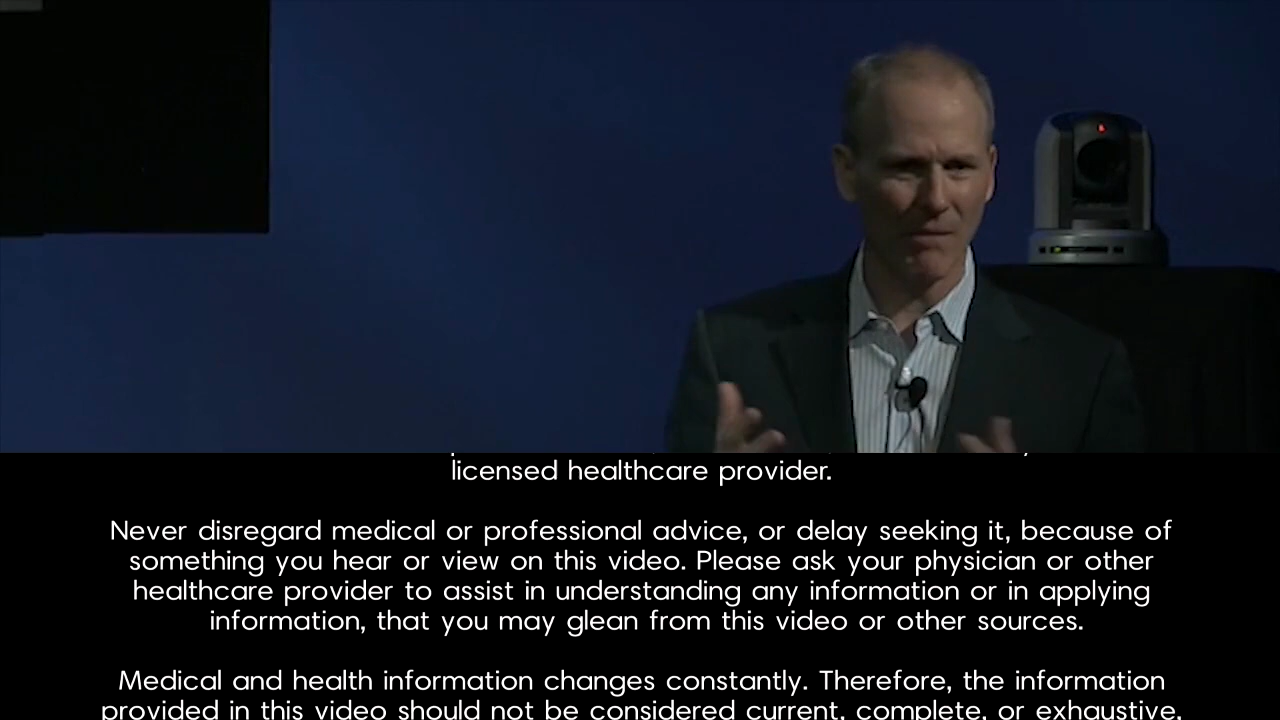 licensed healthcare provider.
Never disregard medical or professional advice, or delay seeking it, because of
something you hear or view on this video. Please ask your physician or other
healthcare provider to assist in understanding any information or in applying
information, that you may glean from this video or other sources.
Medical and health information changes constantly. Therefore, the information
provided in this video should not be considered current, complete, or exhaustive,